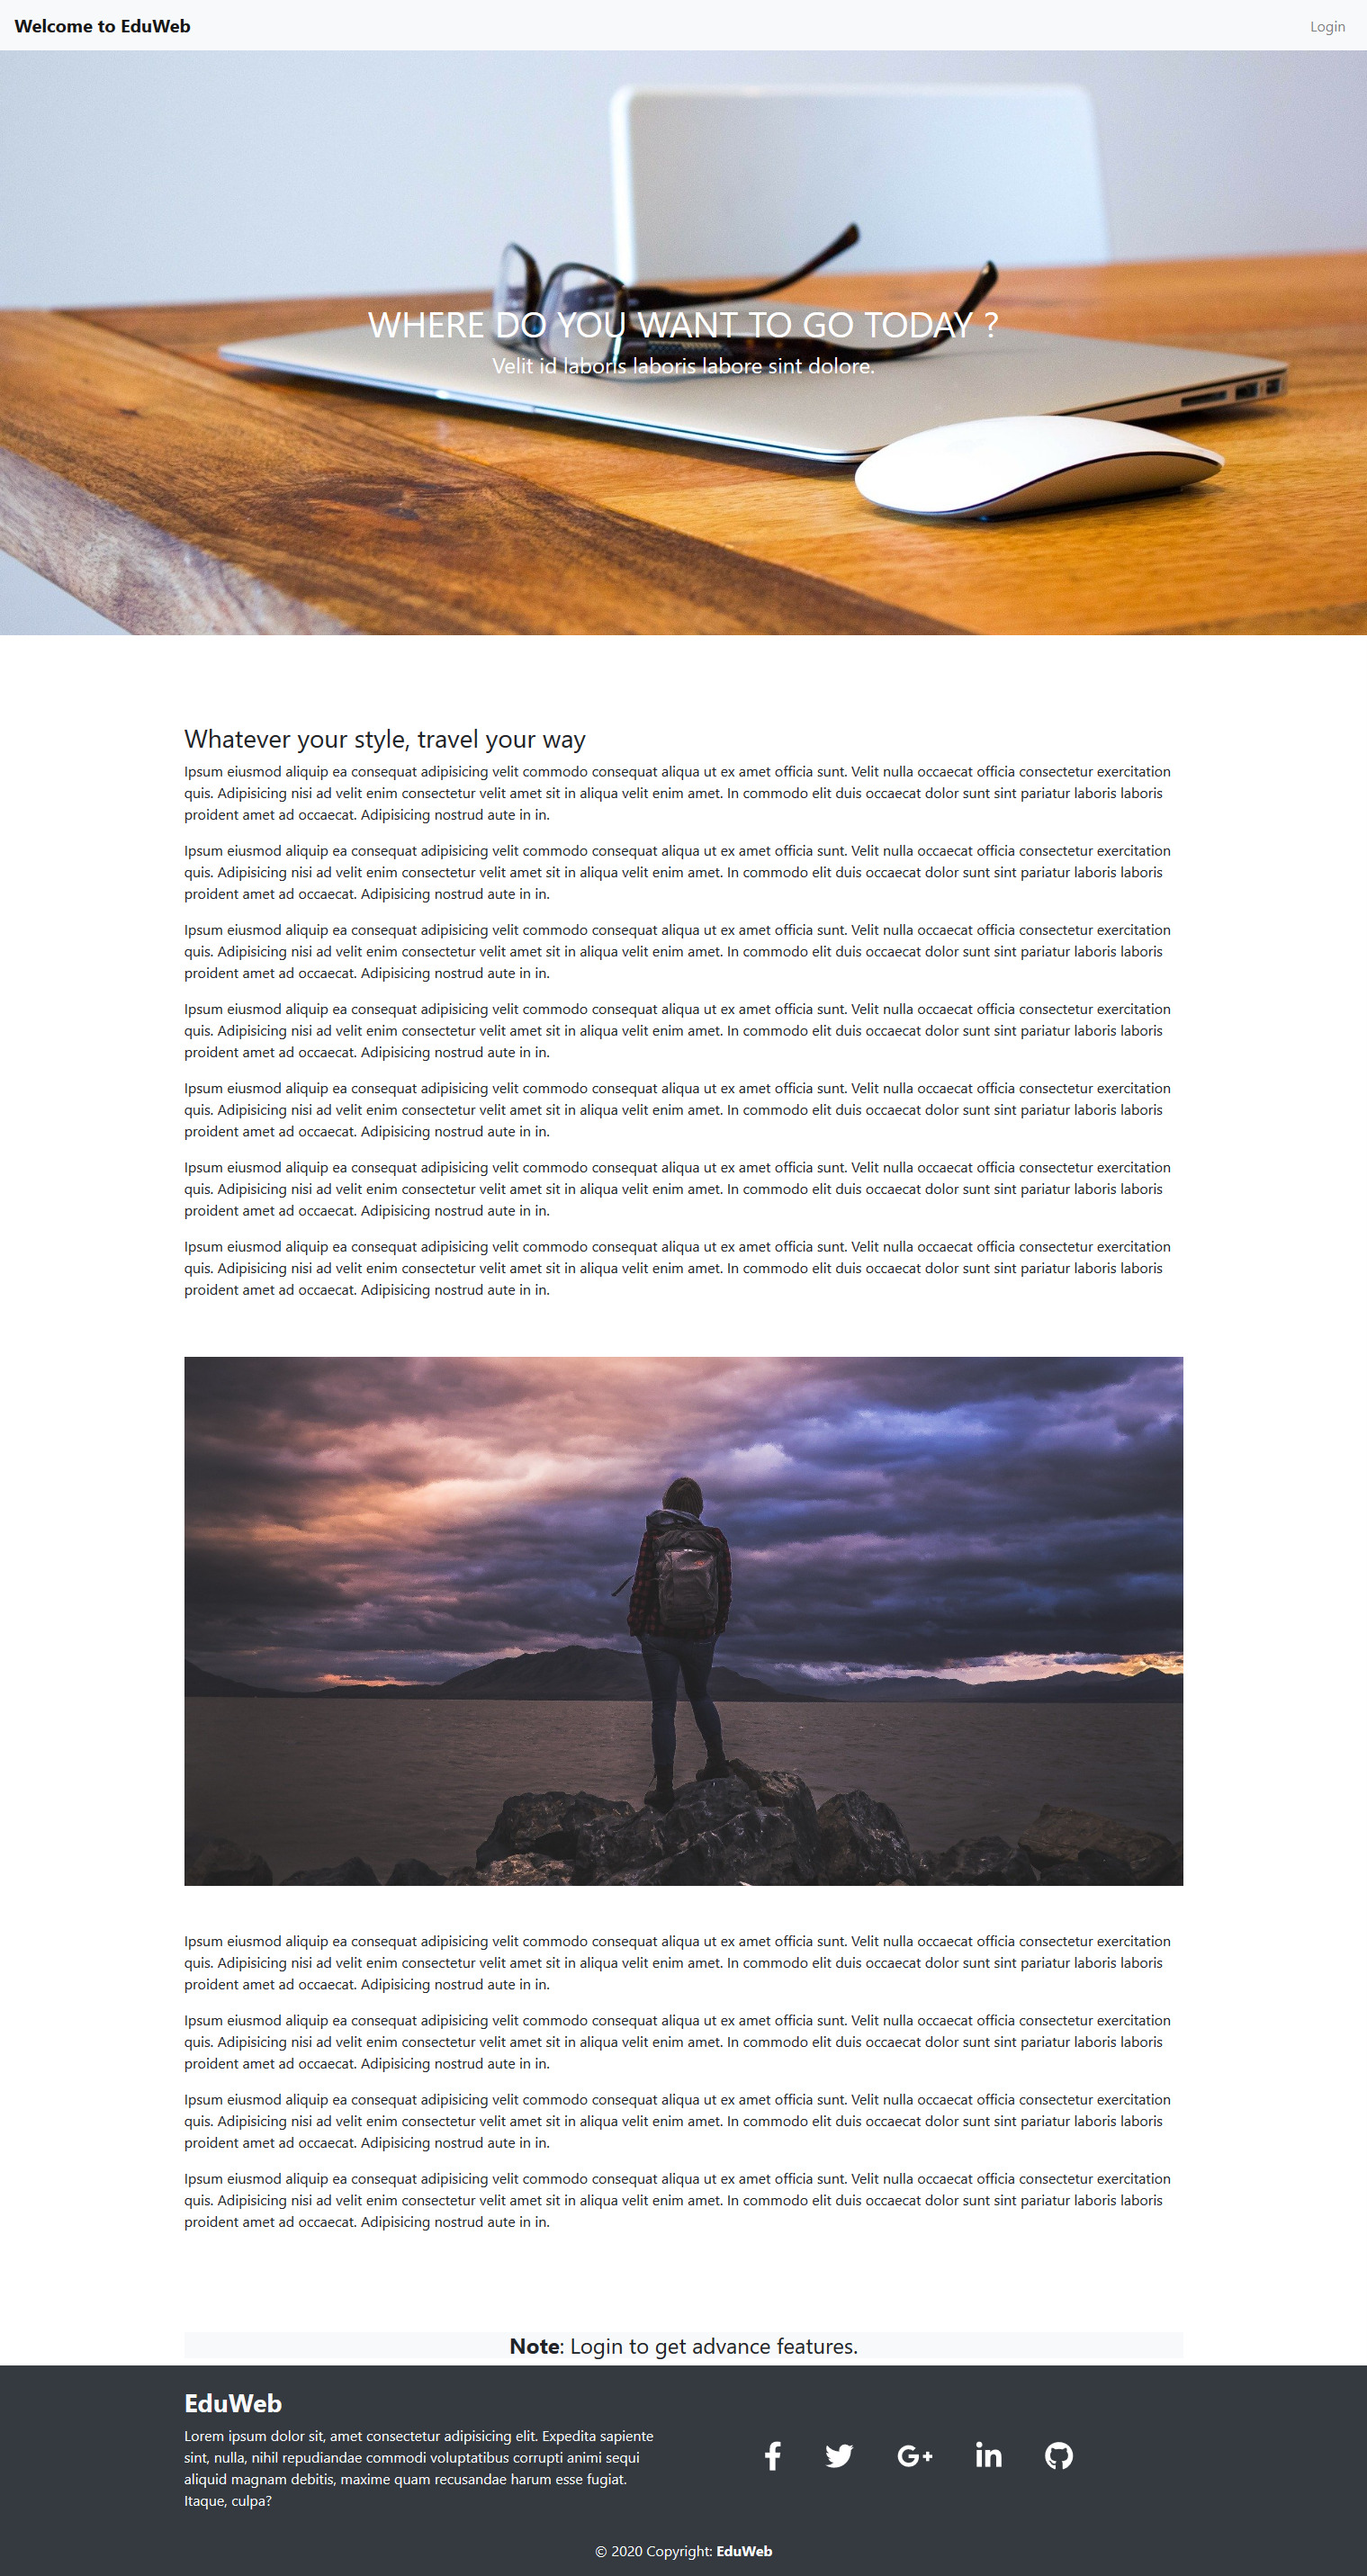 Welcome to EduWeb
Login
WHERE DO YOU WANT TO GO TODAY ?
Velit id laboris laboris labore sint dolore.
Whatever your style, travel your way
Ipsum eiusmod aliquip ea consequat adipisicing velit commodo consequat aliqua ut ex amet officia sunt. Velit nulla occaecat officia consectetur exercitation
quis. Adipisicing nisi ad velit enim consectetur velit amet sit in aliqua velit enim amet. In commodo elit duis occaecat dolor sunt sint pariatur laboris laboris
proident amet ad occaecat. Adipisicing nostrud aute in in.
Ipsum eiusmod aliquip ea consequat adipisicing velit commodo consequat aliqua ut ex amet officia sunt. Velit nulla occaecat officia consectetur exercitation
quis. Adipisicing nisi ad velit enim consectetur velit amet sit in aliqua velit enim amet. In commodo elit duis occaecat dolor sunt sint pariatur laboris laboris
proident amet ad occaecat. Adipisicing nostrud aute in in.
Ipsum eiusmod aliquip ea consequat adipisicing velit commodo consequat aliqua ut ex amet officia sunt. Velit nulla occaecat officia consectetur exercitation
quis. Adipisicing nisi ad velit enim consectetur velit amet sit in aliqua velit enim amet. In commodo elit duis occaecat dolor sunt sint pariatur laboris laboris
proident amet ad occaecat. Adipisicing nostrud aute in in.
Ipsum eiusmod aliquip ea consequat adipisicing velit commodo consequat aliqua ut ex amet officia sunt. Velit nulla occaecat officia consectetur exercitation
quis. Adipisicing nisi ad velit enim consectetur velit amet sit in aliqua velit enim amet. In commodo elit duis occaecat dolor sunt sint pariatur laboris laboris
proident amet ad occaecat. Adipisicing nostrud aute in in.
Ipsum eiusmod aliquip ea consequat adipisicing velit commodo consequat aliqua ut ex amet officia sunt. Velit nulla occaecat officia consectetur exercitation
quis. Adipisicing nisi ad velit enim consectetur velit amet sit in aliqua velit enim amet. In commodo elit duis occaecat dolor sunt sint pariatur laboris laboris
proident amet ad occaecat. Adipisicing nostrud aute in in.
Ipsum eiusmod aliquip ea consequat adipisicing velit commodo consequat aliqua ut ex amet officia sunt. Velit nulla occaecat officia consectetur exercitation
quis. Adipisicing nisi ad velit enim consectetur velit amet sit in aliqua velit enim amet. In commodo elit duis occaecat dolor sunt sint pariatur laboris laboris
proident amet ad occaecat. Adipisicing nostrud aute in in.
Ipsum eiusmod aliquip ea consequat adipisicing velit commodo consequat aliqua ut ex amet officia sunt. Velit nulla occaecat officia consectetur exercitation
quis. Adipisicing nisi ad velit enim consectetur velit amet sit in aliqua velit enim amet. In commodo elit duis occaecat dolor sunt sint pariatur laboris laboris
proident amet ad occaecat. Adipisicing nostrud aute in in.
Ipsum eiusmod aliquip ea consequat adipisicing velit commodo consequat aliqua ut ex amet officia sunt. Velit nulla occaecat officia consectetur exercitation
quis. Adipisicing nisi ad velit enim consectetur velit amet sit in aliqua velit enim amet. In commodo elit duis occaecat dolor sunt sint pariatur laboris laboris
proident amet ad occaecat. Adipisicing nostrud aute in in.
Ipsum eiusmod aliquip ea consequat adipisicing velit commodo consequat aliqua ut ex amet officia sunt. Velit nulla occaecat officia consectetur exercitation
quis. Adipisicing nisi ad velit enim consectetur velit amet sit in aliqua velit enim amet. In commodo elit duis occaecat dolor sunt sint pariatur laboris laboris
proident amet ad occaecat. Adipisicing nostrud aute in in.
Ipsum eiusmod aliquip ea consequat adipisicing velit commodo consequat aliqua ut ex amet officia sunt. Velit nulla occaecat officia consectetur exercitation
quis. Adipisicing nisi ad velit enim consectetur velit amet sit in aliqua velit enim amet. In commodo elit duis occaecat dolor sunt sint pariatur laboris laboris
proident amet ad occaecat. Adipisicing nostrud aute in in.
Ipsum eiusmod aliquip ea consequat adipisicing velit commodo consequat aliqua ut ex amet officia sunt. Velit nulla occaecat officia consectetur exercitation
quis. Adipisicing nisi ad velit enim consectetur velit amet sit in aliqua velit enim amet. In commodo elit duis occaecat dolor sunt sint pariatur laboris laboris
proident amet ad occaecat. Adipisicing nostrud aute in in.
Note: Login to get advance features.
EduWeb
Lorem ipsum dolor sit, amet consectetur adipisicing elit. Expedita sapiente
sint, nulla, nihil repudiandae commodi voluptatibus corrupti animi sequi
aliquid magnam debitis, maxime quam recusandae harum esse fugiat.
Itaque, culpa?
© 2020 Copyright: EduWeb